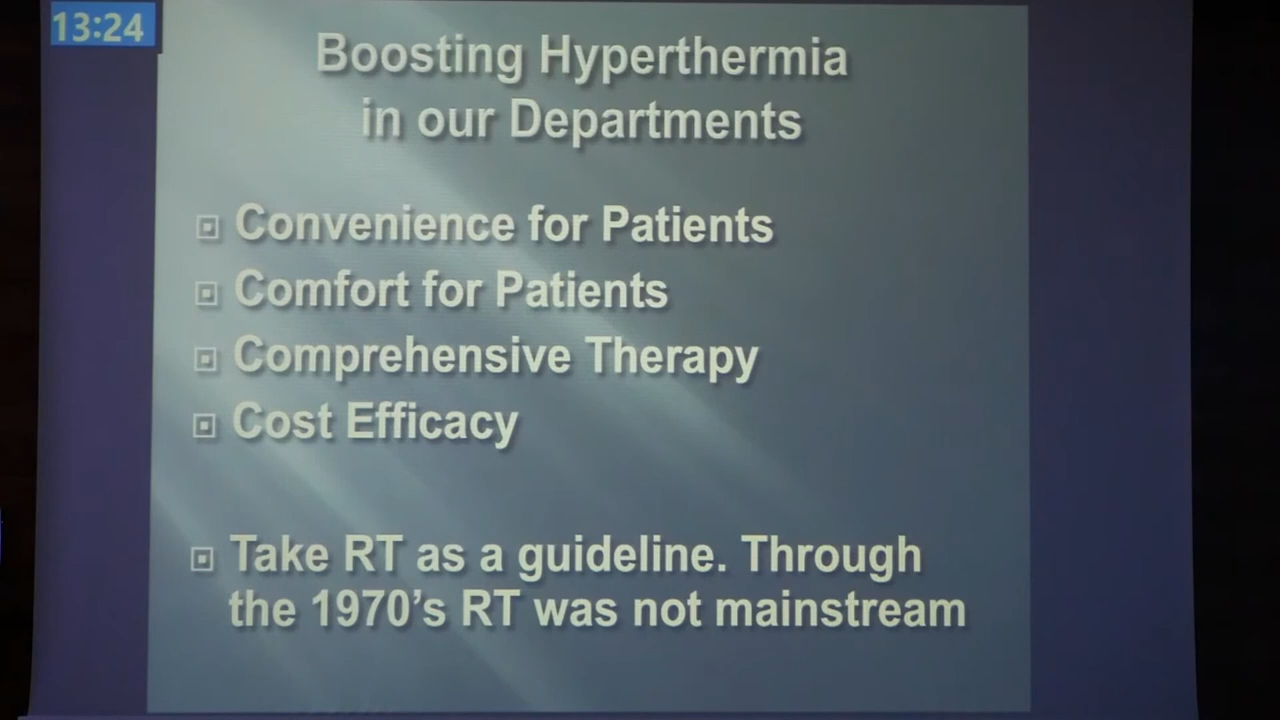 13:24
Boosting Hyperthermia
in our Departments
Convenience for Patients
Comfort for Patients
Comprehensive Therapy
Cost Efficacy
Take RT as a guideline. Through
the 1970’s RT was not mainstream